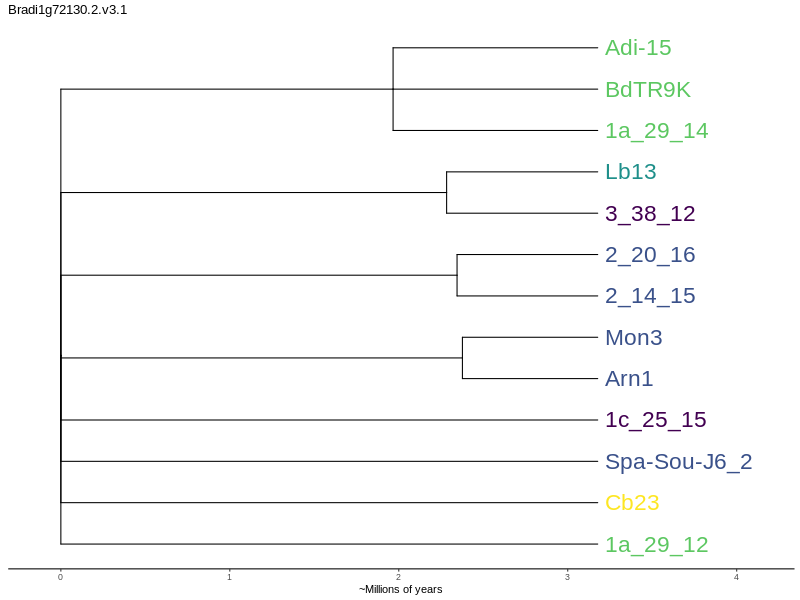 Bradi1g72130.2.v3.1
Adi-15
BdTR9K
1a_29_14
Lb13
3_38_12
2_20_16
2_14_15
Mon3
Arn1
1c_25_15
Spa-Sou-J6_2
Cb23
1a_29_12
0 1 2 3 4
~Millions of years